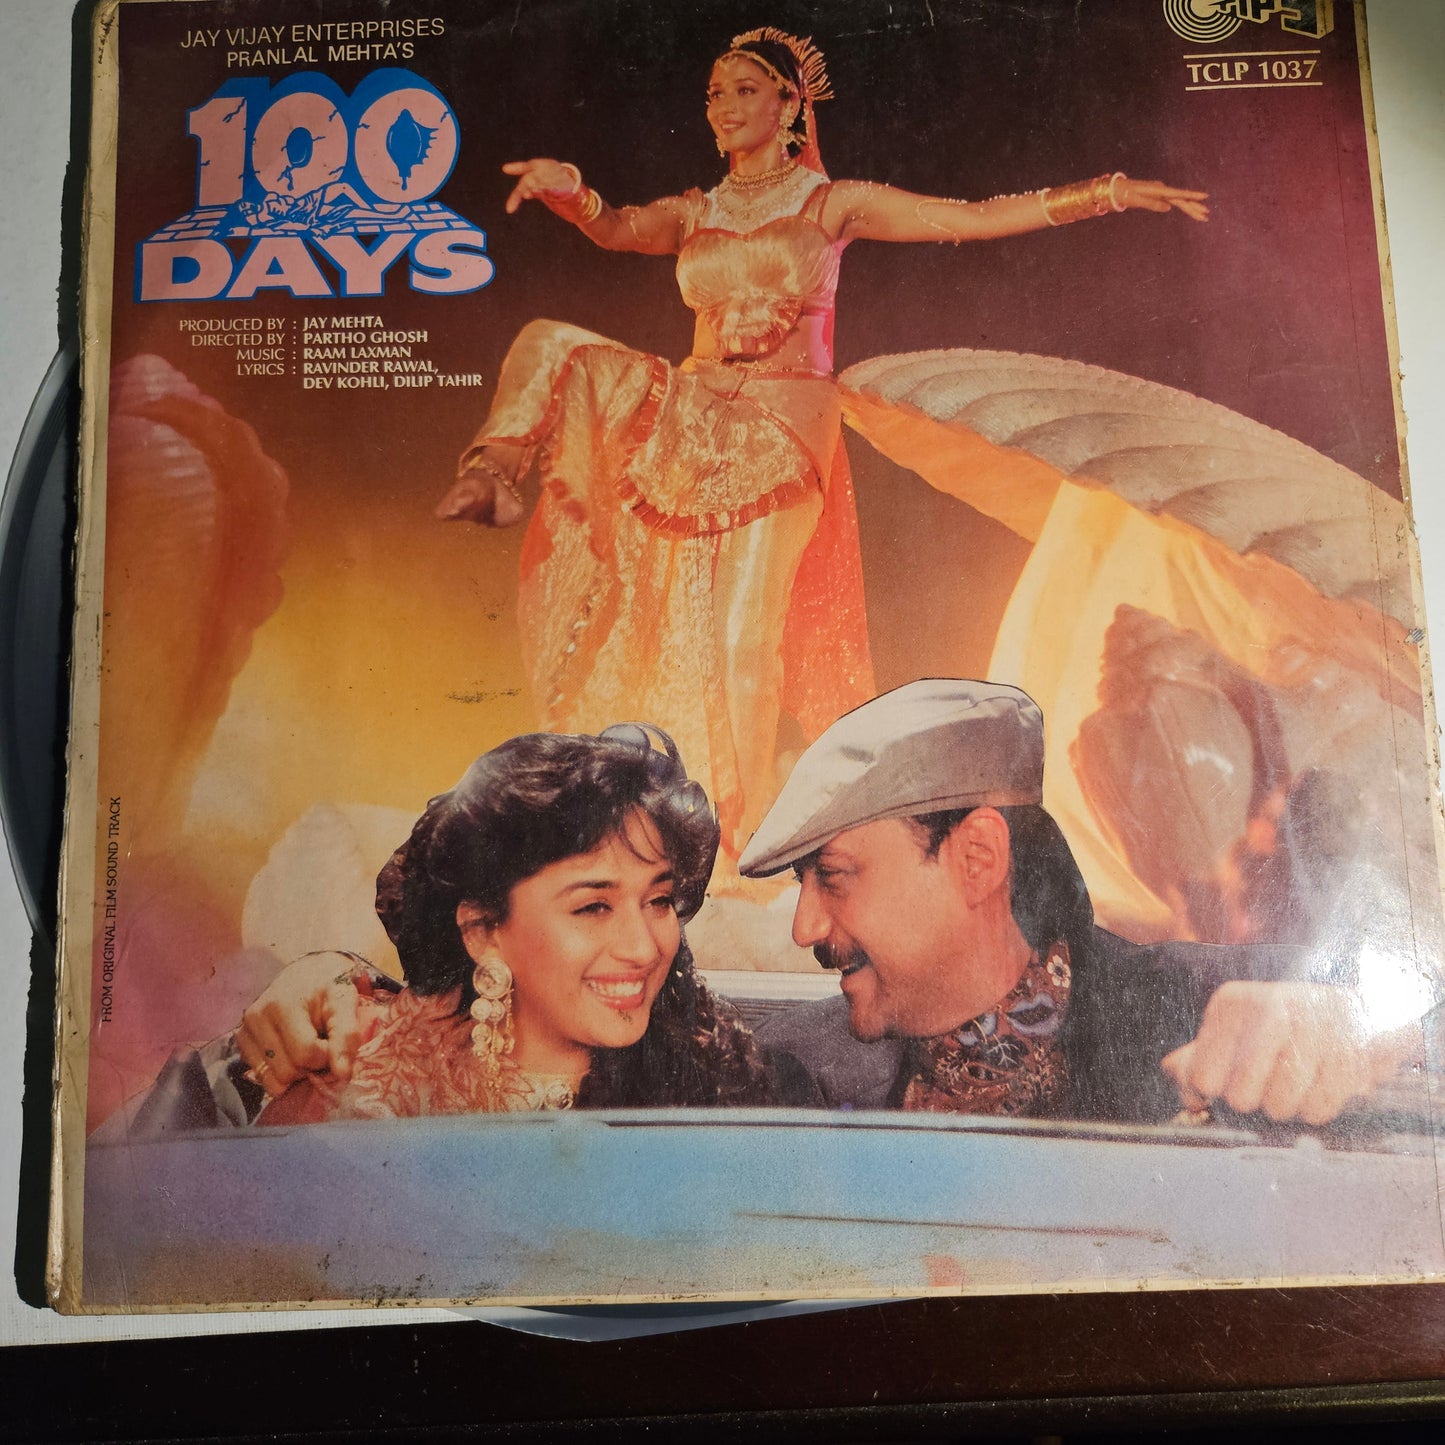 JAY VIJAY ENTERPRISES
PRANLAL MEHTA'S
100
DAYS
PRODUCED BY : JAY MEHTA
DIRECTED BY : PARTHO GHOSH
MUSIC : RAAM LAXMAN
LYRICS : RAVINDER RAWAL,
DEV KOHLI, DILIP TAHIR
TCLP 1037
FROM ORIGINAL FILM SOUND TRACK